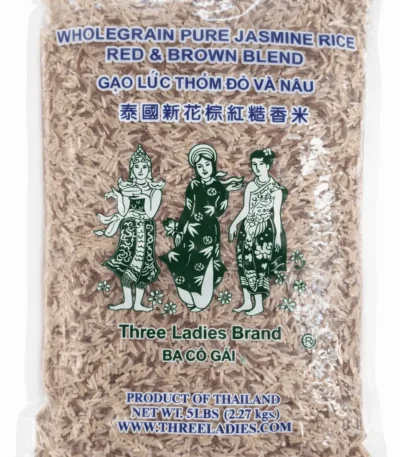 WHOLEGRAIN PURE JASMINE RICE
RED & BROWN BLEND
GẠO LỨC THƠM ĐỎ VÀ NÂU
泰國新花棕紅糙香米
Three Ladies Brand ®
BA CÔ GÁI
PRODUCT OF THAILAND
NET WT. 5LBS (2.27 kgs.)
WWW.THREELADIES.COM